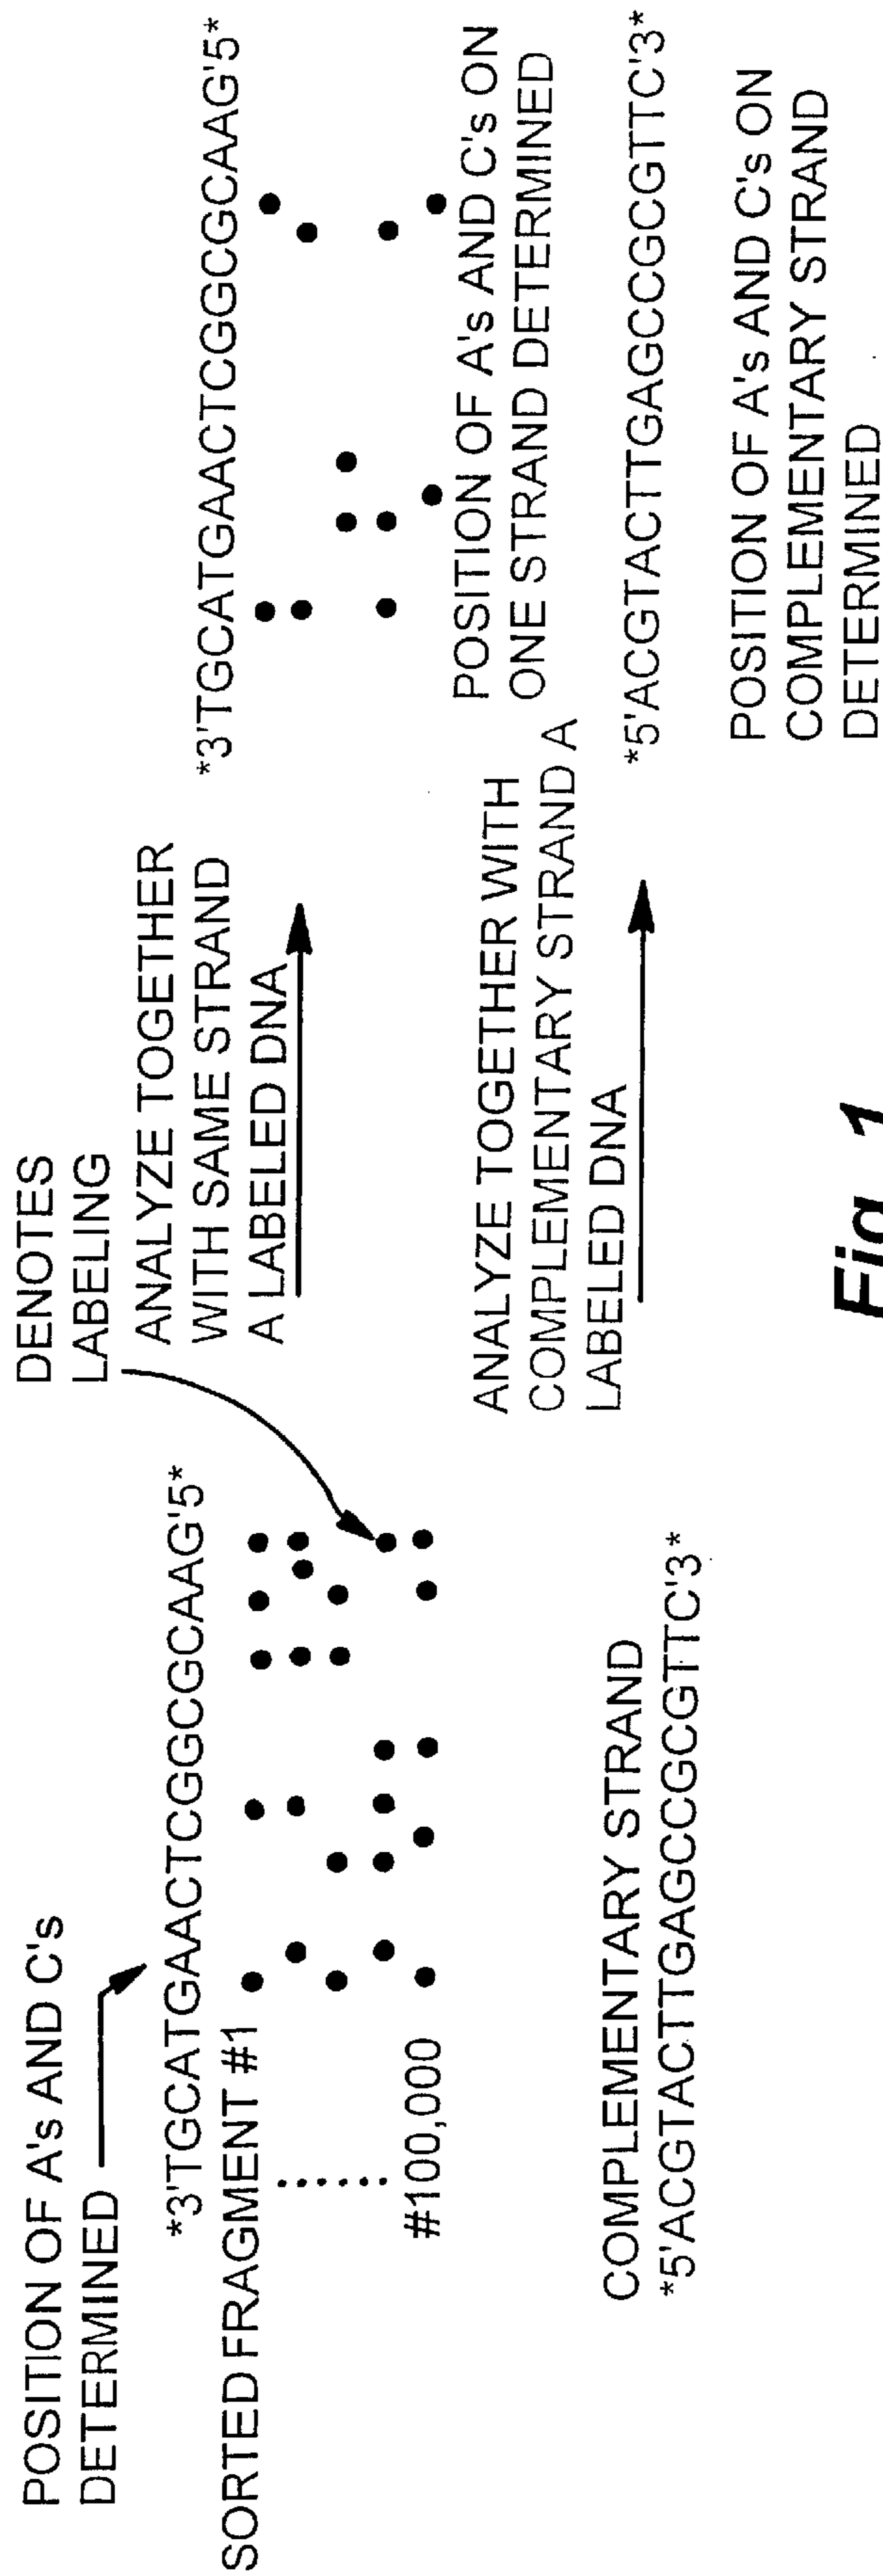 POSITION OF A's AND C's
DETERMINED
*3'TGCATGAACTCGGCGCAAG'5*
SORTED FRAGMENT #1
#100,000
COMPLEMENTARY STRAND
*5'ACGTACTTGAGCCGCGTTC'3*
DENOTES
LABELING
ANALYZE TOGETHER
WITH SAME STRAND
A LABELED DNA
ANALYZE TOGETHER WITH
COMPLEMENTARY STRAND A
LABELED DNA
*3'TGCATGAACTCGGCGCAAG'5*
POSITION OF A's AND C's ON
ONE STRAND DETERMINED
*5'ACGTACTTGAGCCGCGTTC'3*
POSITION OF A's AND C's ON
COMPLEMENTARY STRAND
DETERMINED
Fig. 1